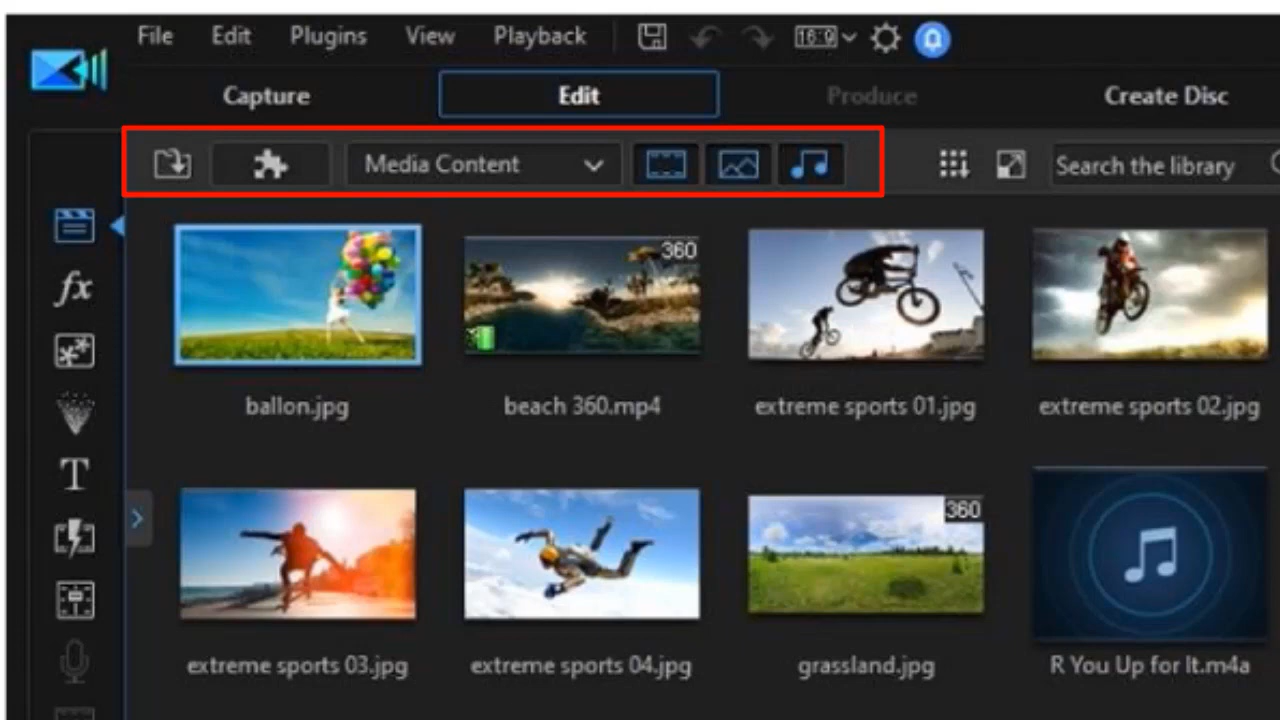 File Edit Plugins View Playback 16:9
Capture Edit Produce Create Disc
Media Content Search the library
360
ballon.jpg beach 360.mp4 extreme sports 01.jpg extreme sports 02.jpg
fx
T
360
extreme sports 03.jpg extreme sports 04.jpg grassland.jpg R You Up for It.m4a